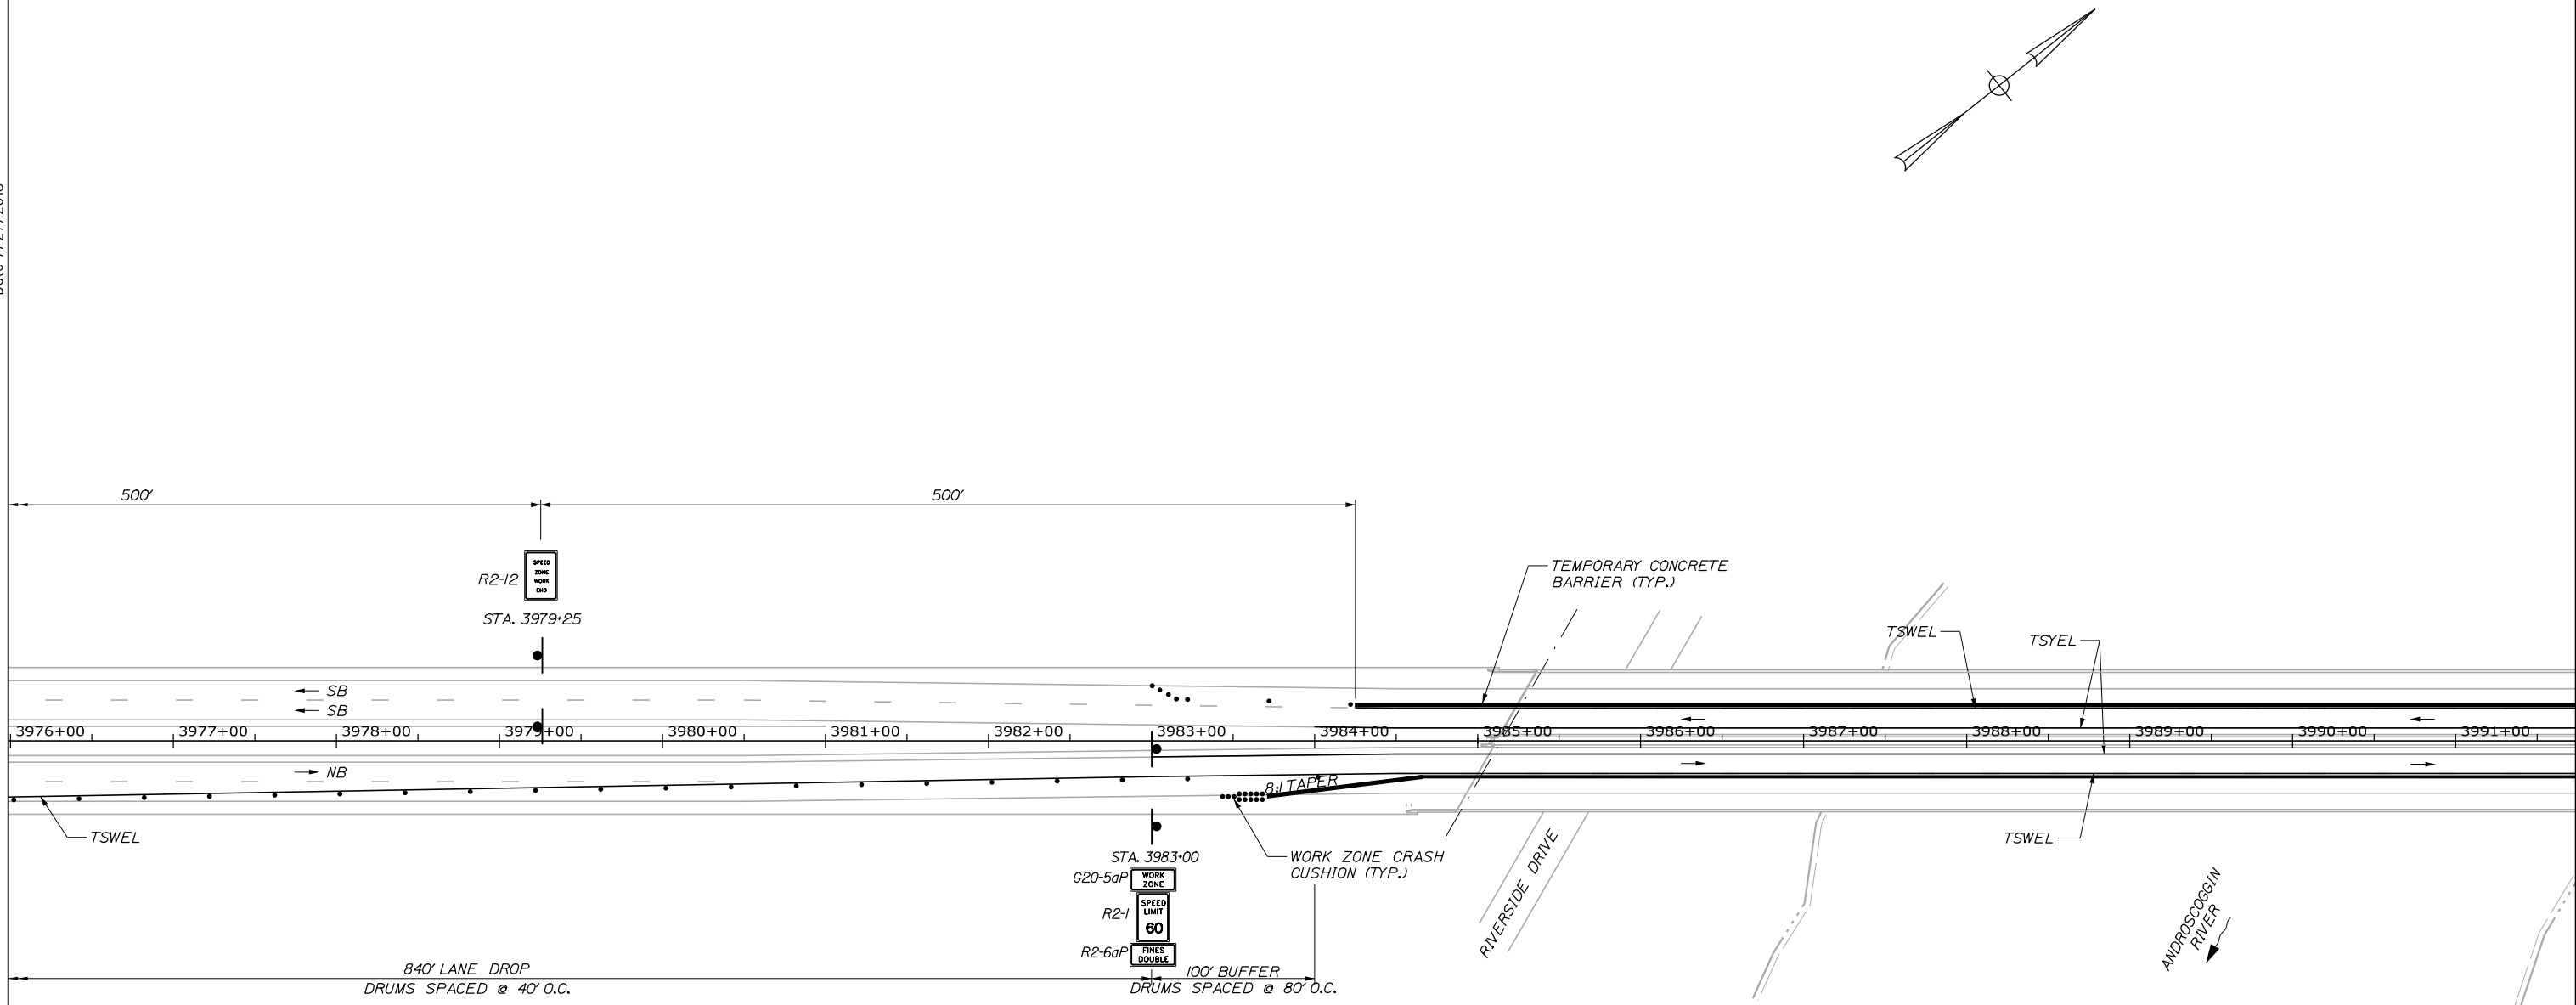 500'
500'
R2-12
SPEED
ZONE
WORK
END
STA. 3979+25
TEMPORARY CONCRETE
BARRIER (TYP.)
TSWEL
TSYEL
SB
SB
3976+00
3977+00
3978+00
3979+00
3980+00
3981+00
3982+00
3983+00
3984+00
3985+00
3986+00
3987+00
3988+00
3989+00
3990+00
3991+00
NB
8:1 TAPER
TSWEL
TSWEL
STA. 3983+00
WORK ZONE CRASH
CUSHION (TYP.)
G20-5aP
WORK
ZONE
R2-1
SPEED
LIMIT
60
R2-6aP
FINES
DOUBLE
RIVERSIDE DRIVE
ANDROSCOGGIN
RIVER
840' LANE DROP
DRUMS SPACED @ 40' O.C.
100' BUFFER
DRUMS SPACED @ 80' O.C.